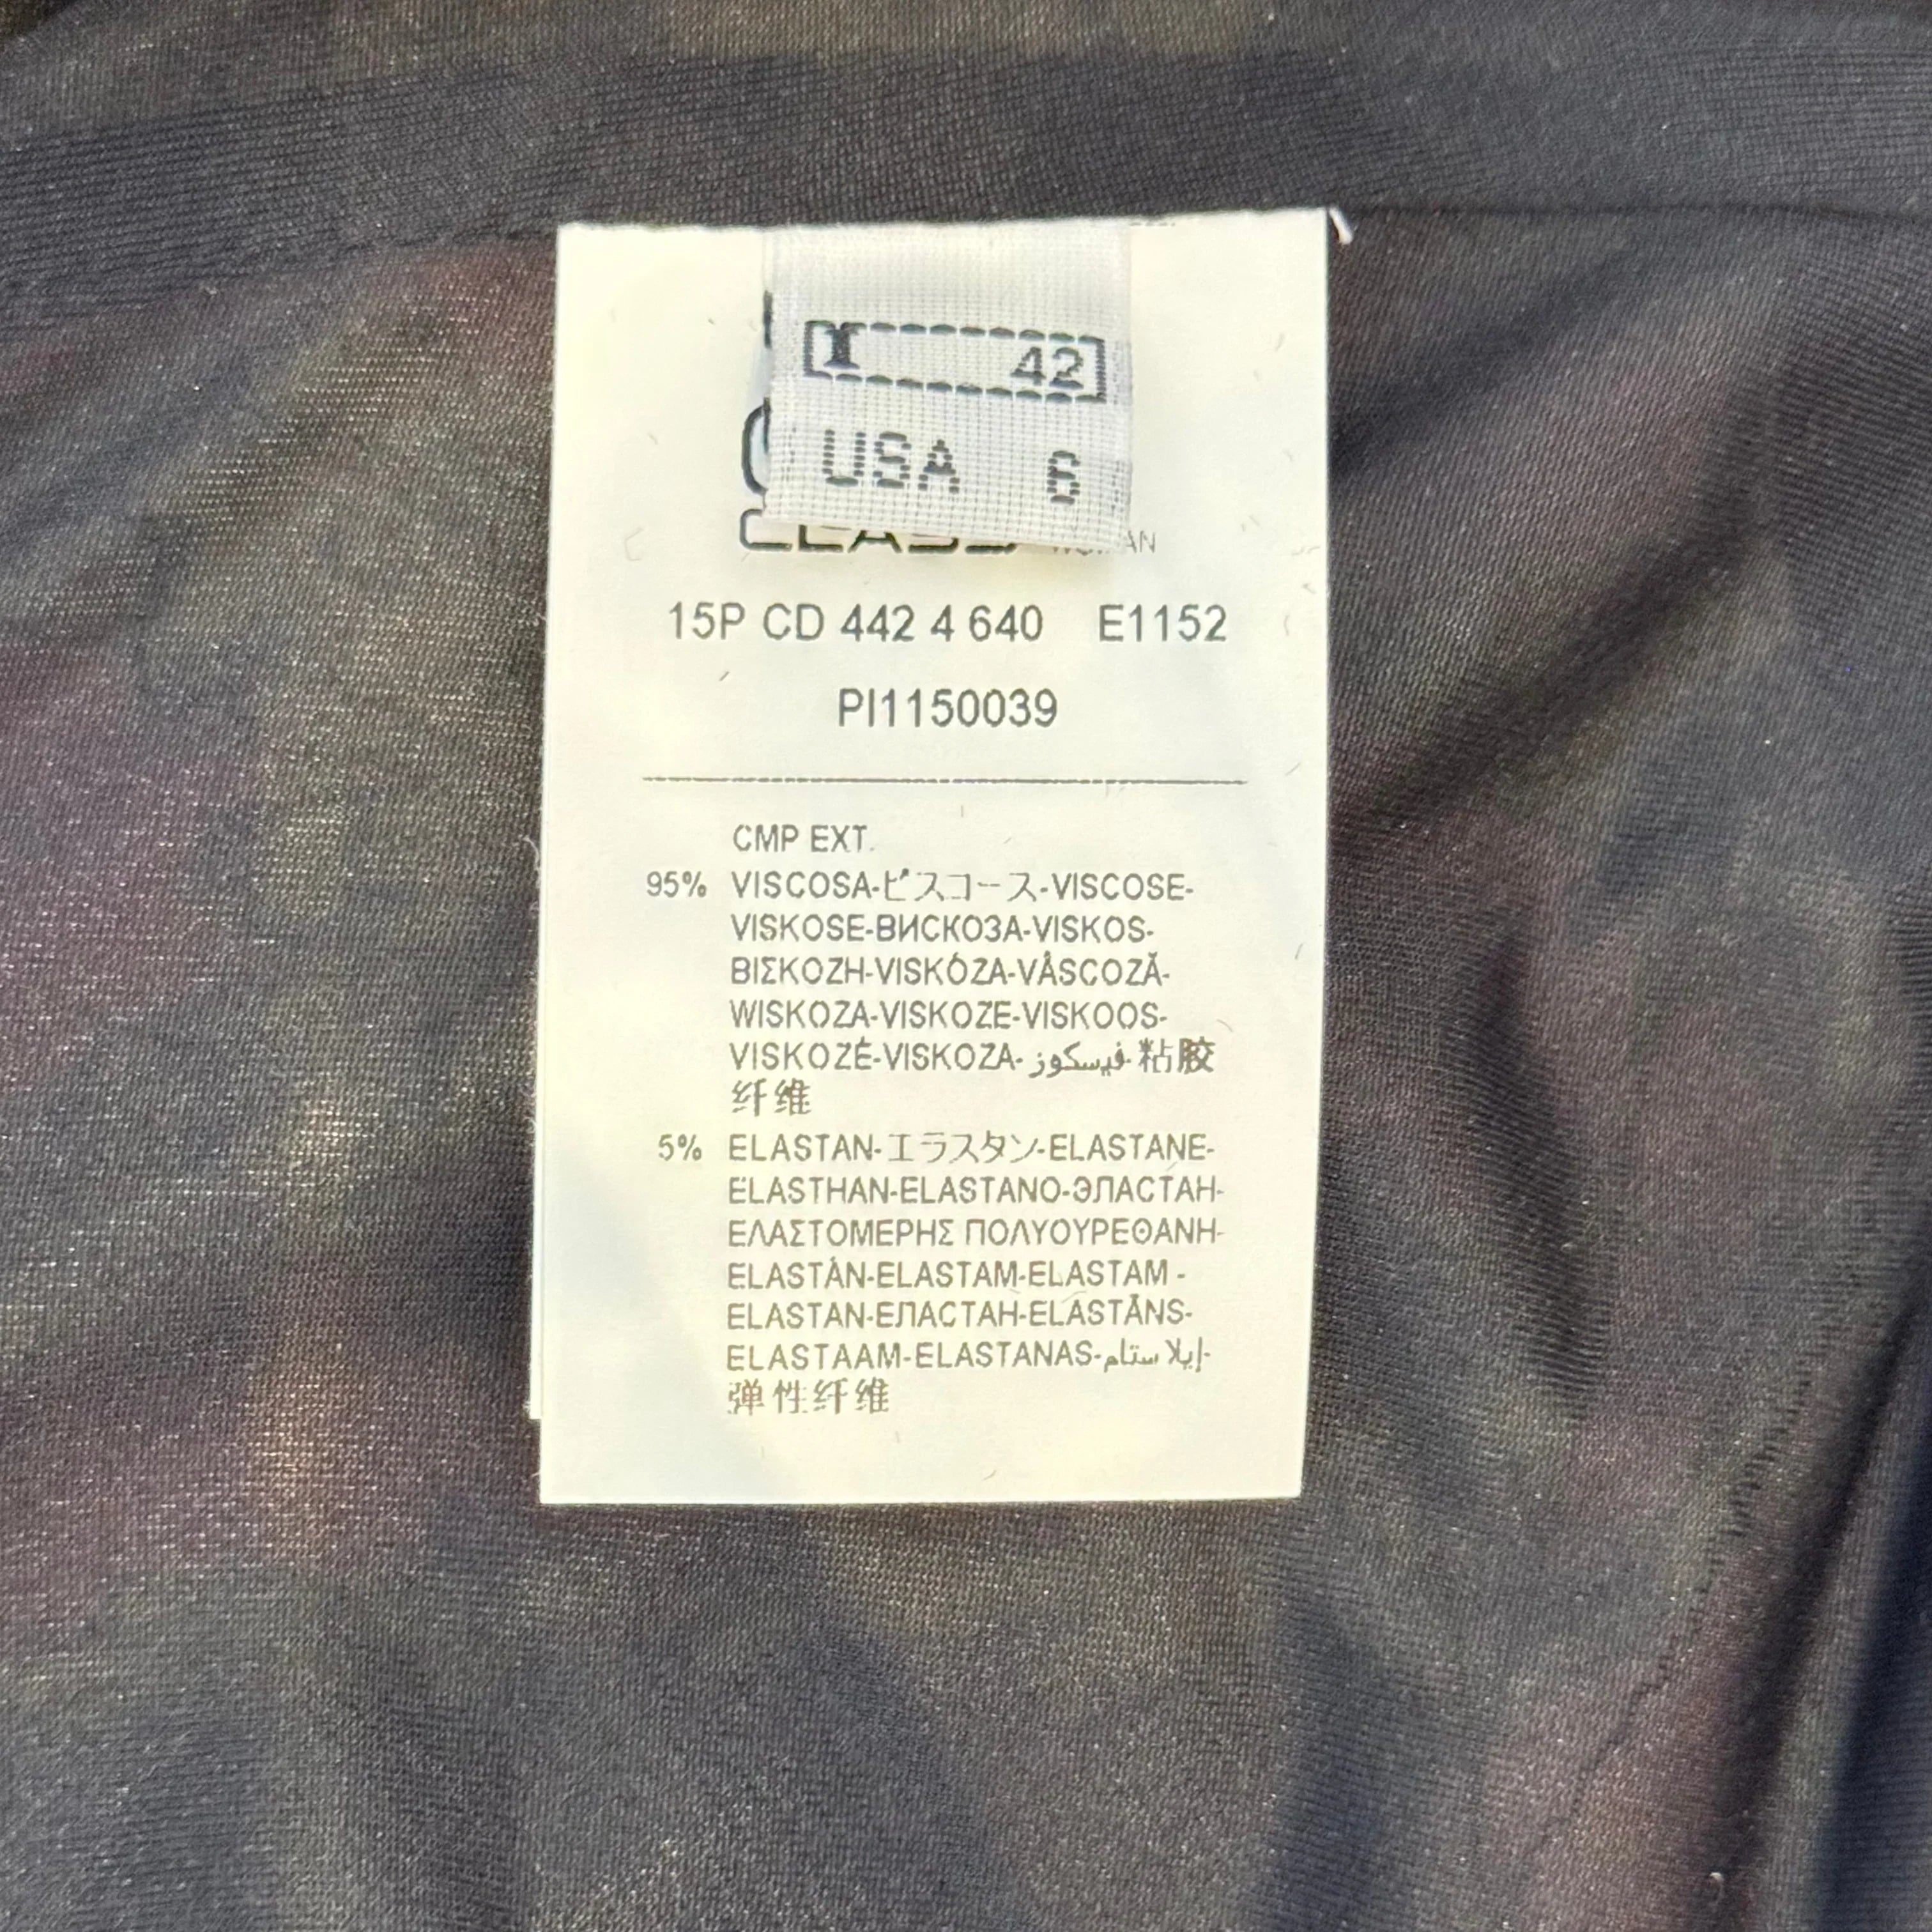 I 42
USA 6
CLASS WOMAN
15P CD 442 4 640 E1152
PI1150039
CMP EXT.
95% VISCOSA-ビスコース-VISCOSE-
VISKOSE-ВИСКОЗА-VISKOS-
ΒΙΣΚΟΖΗ-VISKÓZA-VÂSCOZĂ-
WISKOZA-VISKOZE-VISKOOS-
VISKOZĖ-VISKOZA-فيسكوز-粘胶
纤维
5% ELASTAN-エラスタン-ELASTANE-
ELASTHAN-ELASTANO-ЭЛАСТАН-
ΕΛΑΣΤΟΜΕΡΗΣ ΠΟΛΥΟΥΡΕΘΑΝΗ-
ELASTÁN-ELASTAM-ELASTAM -
ELASTAN-ЕЛАСТАН-ELASTĀNS-
ELASTAAM-ELASTANAS-إيلاستام-
弹性纤维